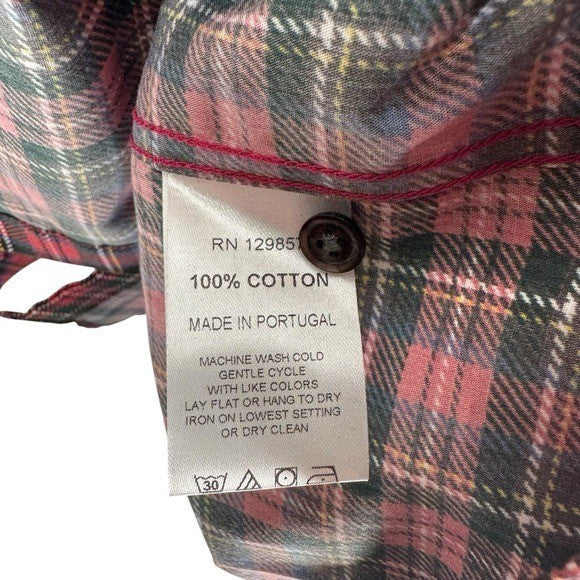 RN 12985
100% COTTON
MADE IN PORTUGAL
MACHINE WASH COLD
GENTLE CYCLE
WITH LIKE COLORS
LAY FLAT OR HANG TO DRY
IRON ON LOWEST SETTING
OR DRY CLEAN
30